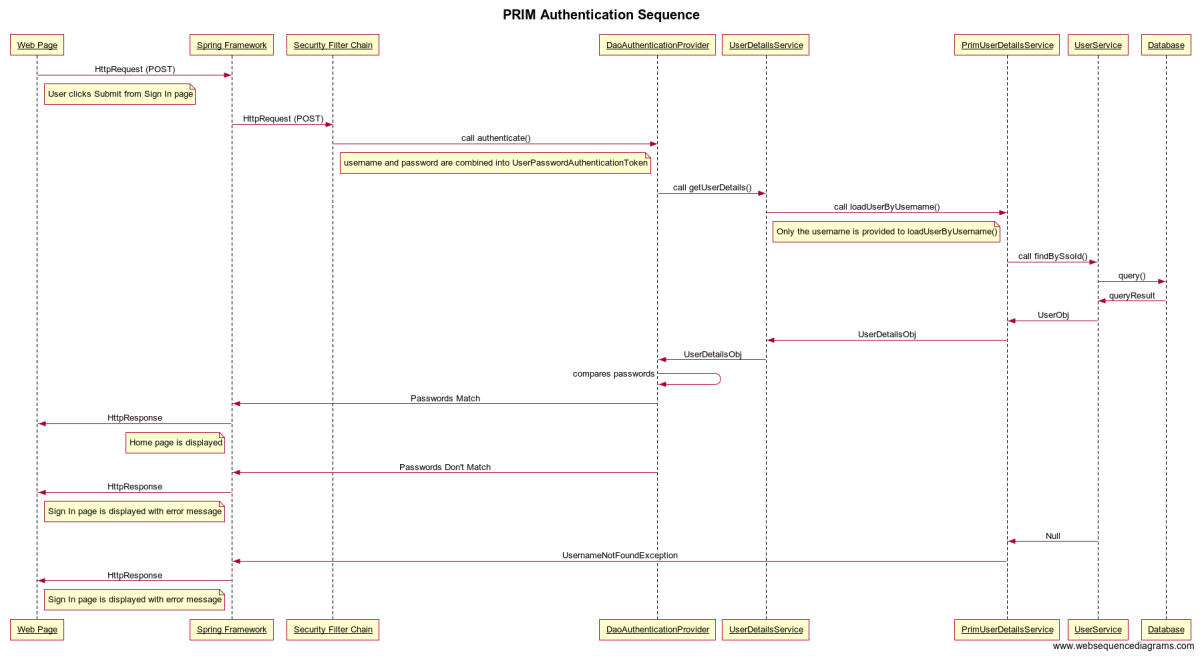 PRIM Authentication Sequence
Web Page
Spring Framework
Security Filter Chain
DaoAuthenticationProvider
UserDetailsService
PrimUserDetailsService
UserService
Database
HttpRequest (POST)
User clicks Submit from Sign In page
HttpRequest (POST)
call authenticate()
username and password are combined into UserPasswordAuthenticationToken
call getUserDetails()
call loadUserByUsername()
Only the username is provided to loadUserByUsername()
call findBySsoId()
query()
queryResult
UserObj
UserDetailsObj
UserDetailsObj
compares passwords
Passwords Match
HttpResponse
Home page is displayed
Passwords Don't Match
HttpResponse
Sign In page is displayed with error message
Null
UsernameNotFoundException
HttpResponse
Sign In page is displayed with error message
Web Page
Spring Framework
Security Filter Chain
DaoAuthenticationProvider
UserDetailsService
PrimUserDetailsService
UserService
Database
www.websequencediagrams.com